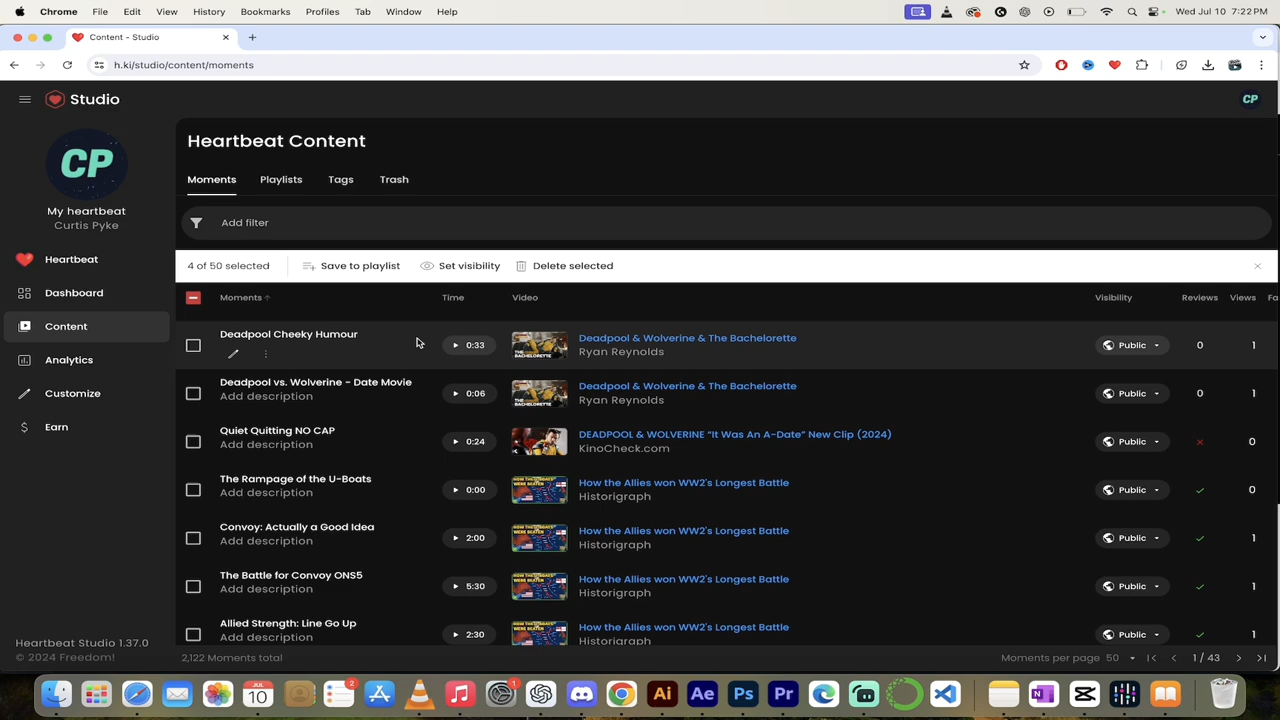 Chrome File Edit View History Bookmarks Profiles Tab Window Help Wed Jul 10 7:22 PM
Content - Studio
h.ki/studio/content/moments
Studio
CP
CP
My heartbeat
Curtis Pyke
Heartbeat
Dashboard
Content
Analytics
Customize
Earn
Heartbeat Studio 1.37.0
© 2024 Freedom!
Heartbeat Content
Moments Playlists Tags Trash
Add filter
4 of 50 selected Save to playlist Set visibility Delete selected
Moments Time Video Visibility Reviews Views Fa
Deadpool Cheeky Humour 0:33 Deadpool & Wolverine & The Bachelorette Public 0 1
Ryan Reynolds
Deadpool vs. Wolverine - Date Movie 0:06 Deadpool & Wolverine & The Bachelorette Public 0 1
Add description Ryan Reynolds
Quiet Quitting NO CAP 0:24 DEADPOOL & WOLVERINE “It Was An A-Date” New Clip (2024) Public 0
Add description KinoCheck.com
The Rampage of the U-Boats 0:00 How the Allies won WW2's Longest Battle Public 0
Add description Historigraph
Convoy: Actually a Good Idea 2:00 How the Allies won WW2's Longest Battle Public 1
Add description Historigraph
The Battle for Convoy ONS5 5:30 How the Allies won WW2's Longest Battle Public 1
Add description Historigraph
Allied Strength: Line Go Up 2:30 How the Allies won WW2's Longest Battle Public 1
Add description Historigraph
2,122 Moments total Moments per page 50 1 / 43
JUL
10
2
1
Ai Ae Ps Pr